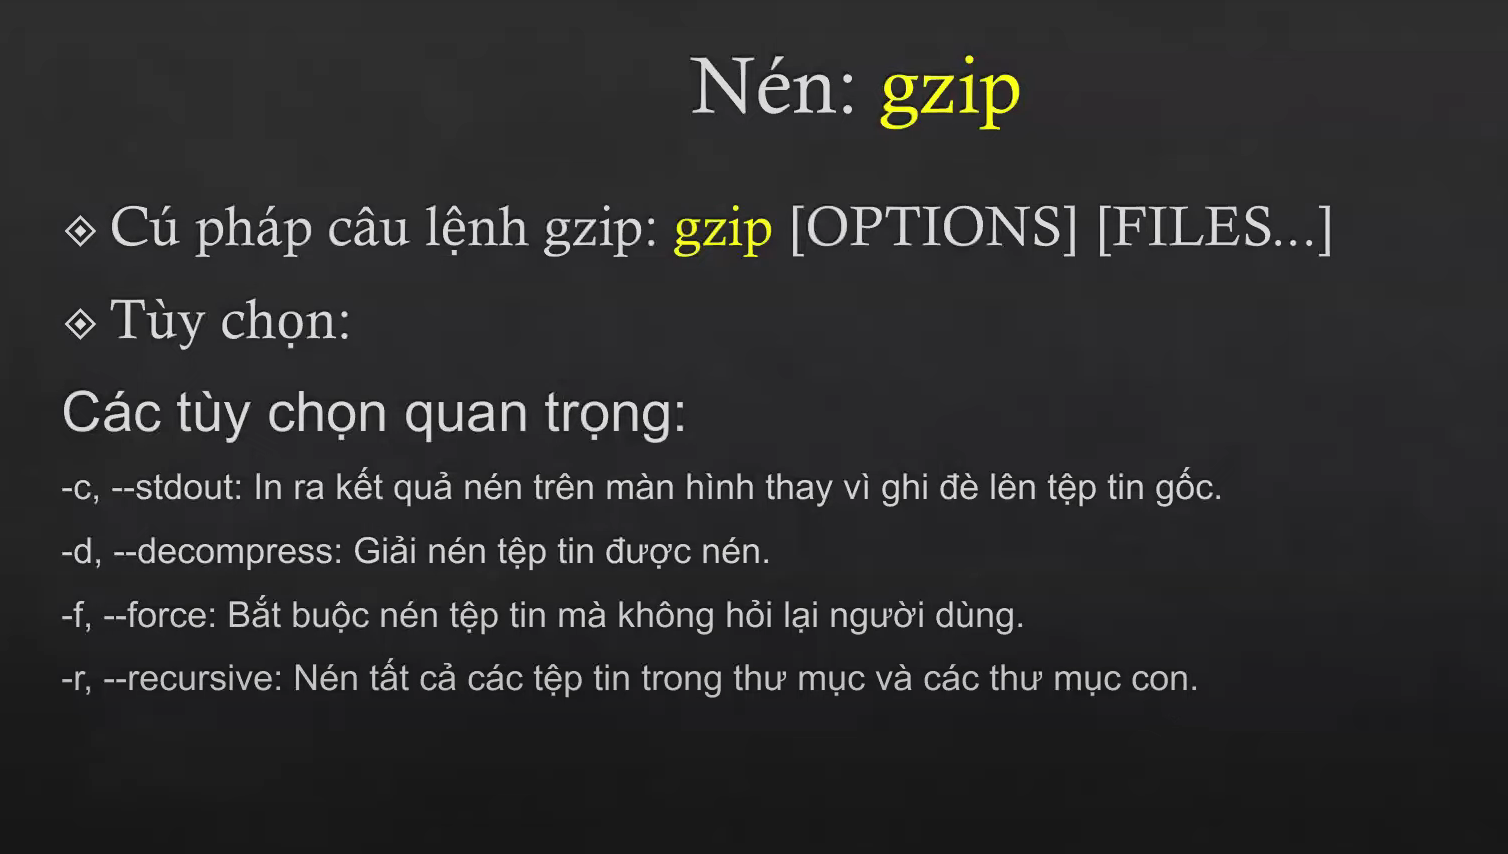 Nén: gzip
Cú pháp câu lệnh gzip: gzip [OPTIONS] [FILES...]
Tùy chọn:
Các tùy chọn quan trọng:
-c, --stdout: In ra kết quả nén trên màn hình thay vì ghi đè lên tệp tin gốc.
-d, --decompress: Giải nén tệp tin được nén.
-f, --force: Bắt buộc nén tệp tin mà không hỏi lại người dùng.
-r, --recursive: Nén tất cả các tệp tin trong thư mục và các thư mục con.